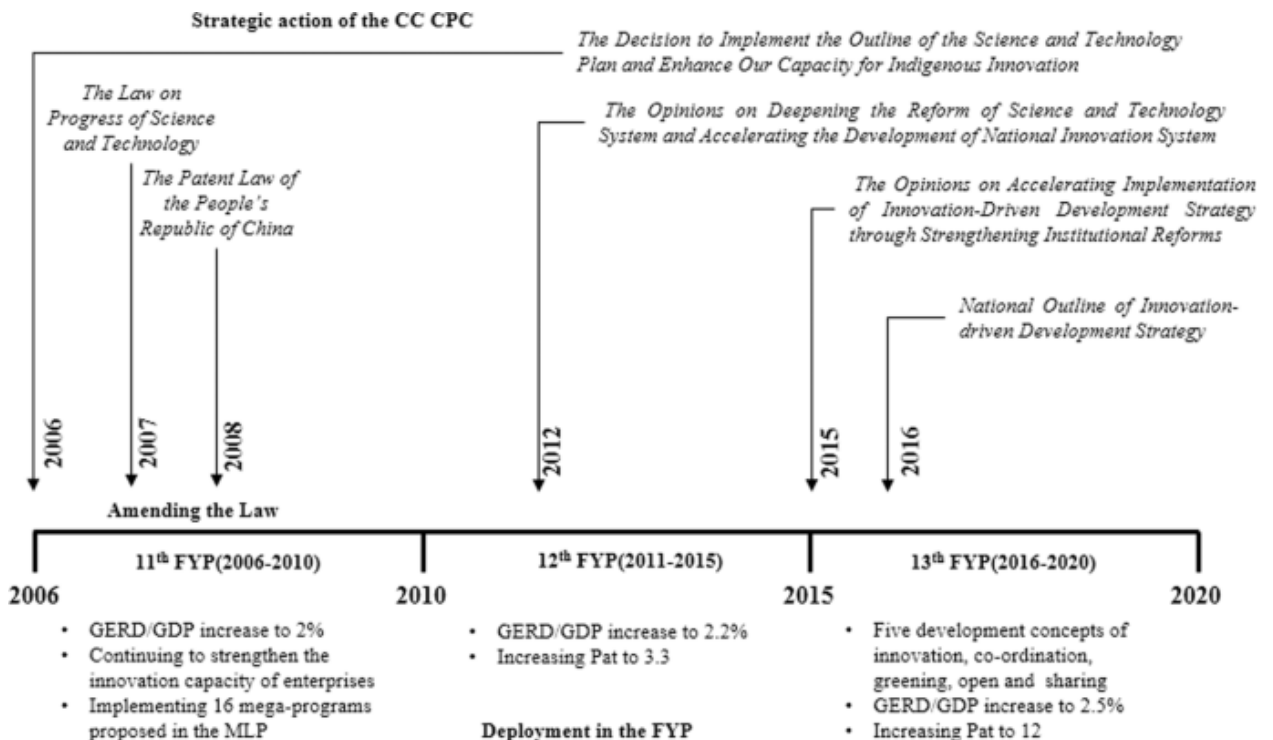 Strategic action of the CC CPC
The Decision to Implement the Outline of the Science and Technology
Plan and Enhance Our Capacity for Indigenous Innovation
The Law on
Progress of Science
and Technology
The Opinions on Deepening the Reform of Science and Technology
System and Accelerating the Development of National Innovation System
The Patent Law of
the People's
Republic of China
The Opinions on Accelerating Implementation
of Innovation-Driven Development Strategy
through Strengthening Institutional Reforms
National Outline of Innovation-
driven Development Strategy
2006
2007
2008
2012
2015
2016
Amending the Law
11th FYP(2006-2010)
12th FYP(2011-2015)
13th FYP(2016-2020)
2006
2010
2015
2020
• GERD/GDP increase to 2%
• Continuing to strengthen the
innovation capacity of enterprises
• Implementing 16 mega-programs
proposed in the MLP
• GERD/GDP increase to 2.2%
• Increasing Pat to 3.3
• Five development concepts of
innovation, co-ordination,
greening, open and sharing
• GERD/GDP increase to 2.5%
• Increasing Pat to 12
Deployment in the FYP